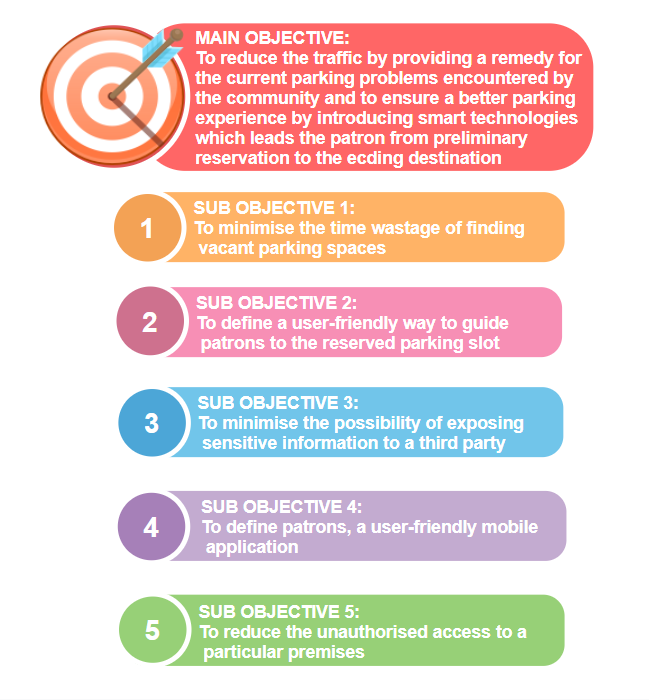 MAIN OBJECTIVE:
To reduce the traffic by providing a remedy for
the current parking problems encountered by
the community and to ensure a better parking
experience by introducing smart technologies
which leads the patron from preliminary
reservation to the ecding destination
1
SUB OBJECTIVE 1:
To minimise the time wastage of finding
vacant parking spaces
2
SUB OBJECTIVE 2:
To define a user-friendly way to guide
patrons to the reserved parking slot
3
SUB OBJECTIVE 3:
To minimise the possibility of exposing
sensitive information to a third party
4
SUB OBJECTIVE 4:
To define patrons, a user-friendly mobile
application
5
SUB OBJECTIVE 5:
To reduce the unauthorised access to a
particular premises